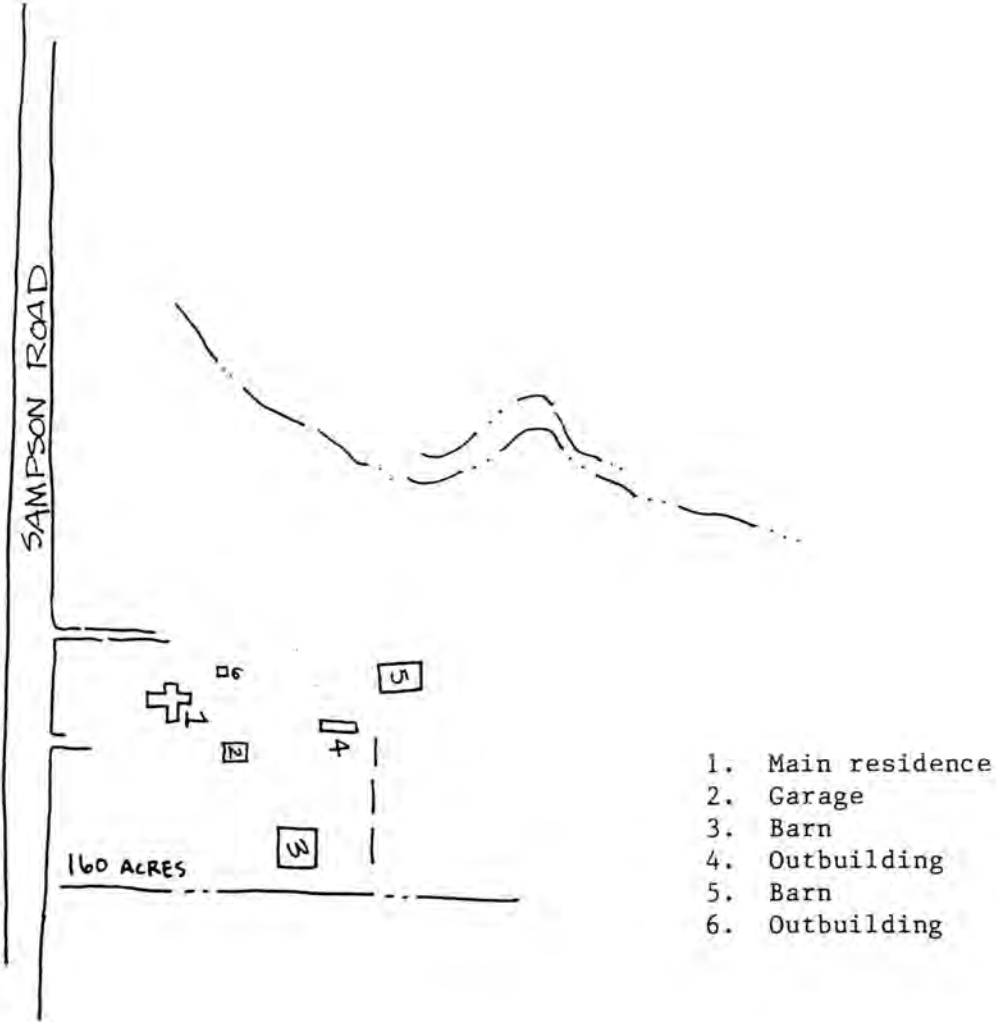 SAMPSON ROAD
6
5
1
4
2
3
160 ACRES
1. Main residence
2. Garage
3. Barn
4. Outbuilding
5. Barn
6. Outbuilding